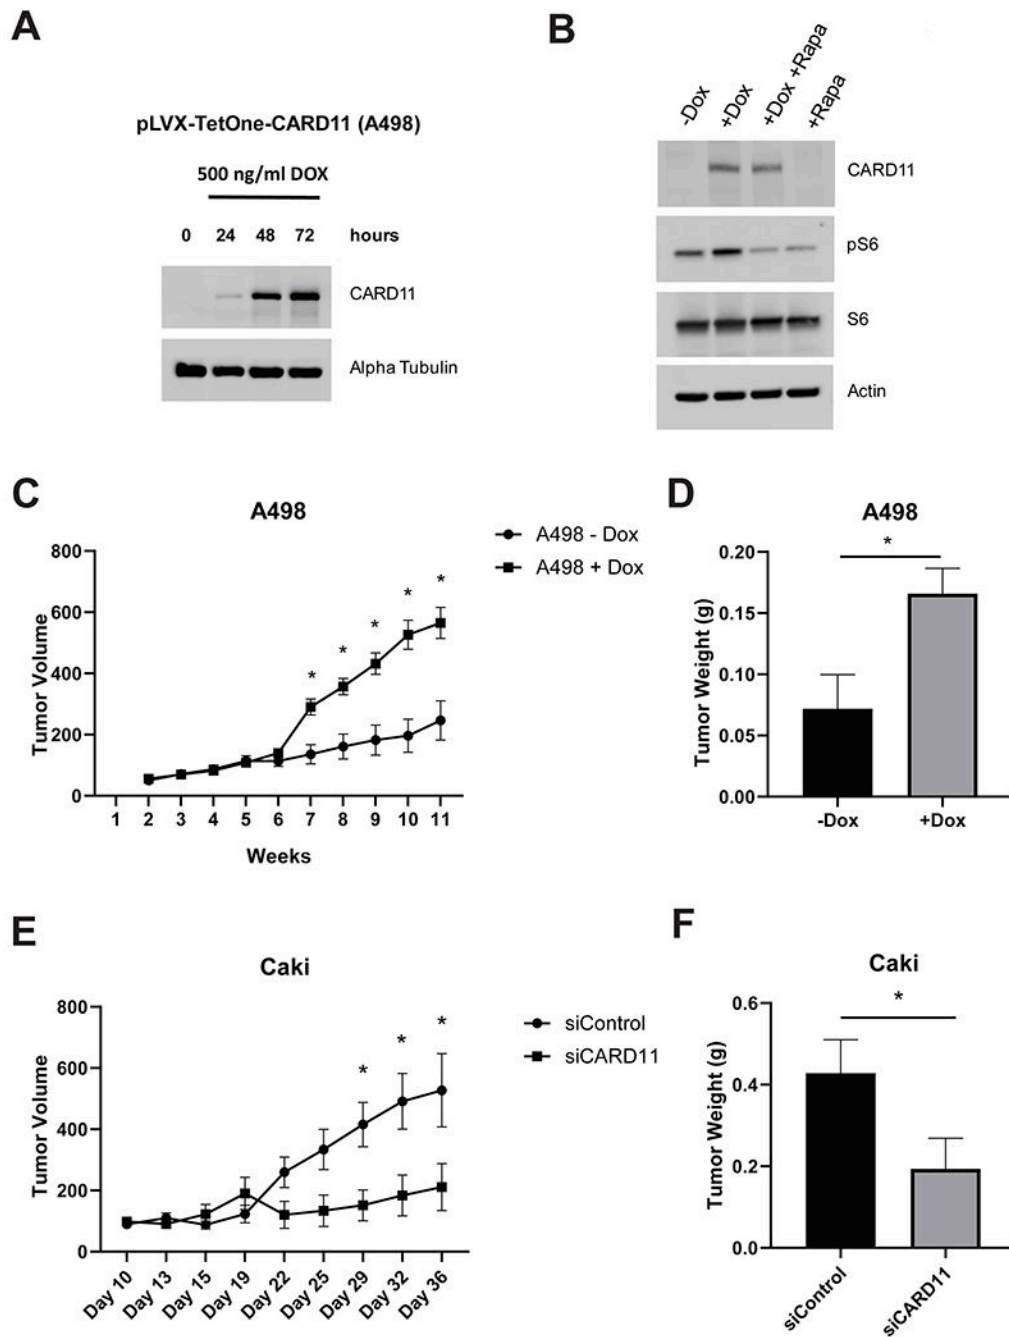 A
pLVX-TetOne-CARD11 (A498)
500 ng/ml DOX
0 24 48 72 hours
CARD11
Alpha Tubulin
B
-Dox
+Dox
+Dox +Rapa
+Rapa
CARD11
pS6
S6
Actin
C
A498
A498 - Dox
A498 + Dox
Tumor Volume
800
600
400
200
0
* * * * *
1 2 3 4 5 6 7 8 9 10 11
Weeks
D
A498
*
Tumor Weight (g)
0.20
0.15
0.10
0.05
0.00
-Dox +Dox
E
Caki
siControl
siCARD11
Tumor Volume
800
600
400
200
0
* * *
Day 10
Day 13
Day 15
Day 19
Day 22
Day 25
Day 29
Day 32
Day 36
F
Caki
*
Tumor Weight (g)
0.6
0.4
0.2
0.0
siControl
siCARD11